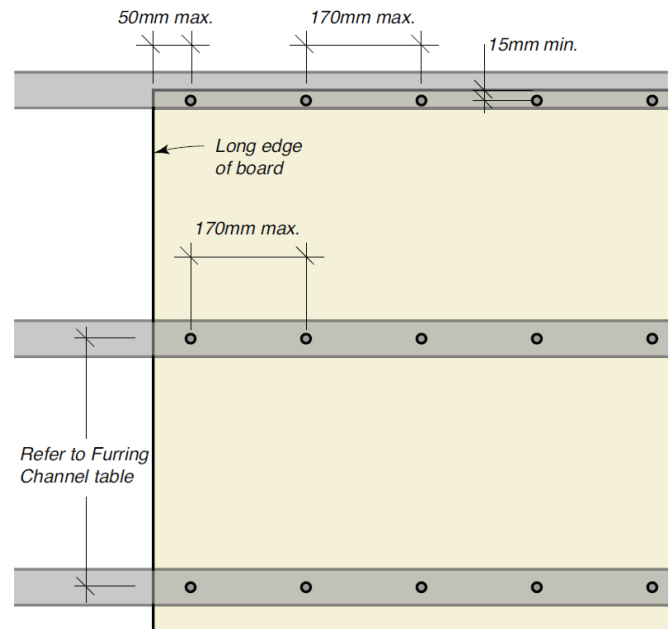 50mm max.
170mm max.
15mm min.
Long edge
of board
170mm max.
Refer to Furring
Channel table